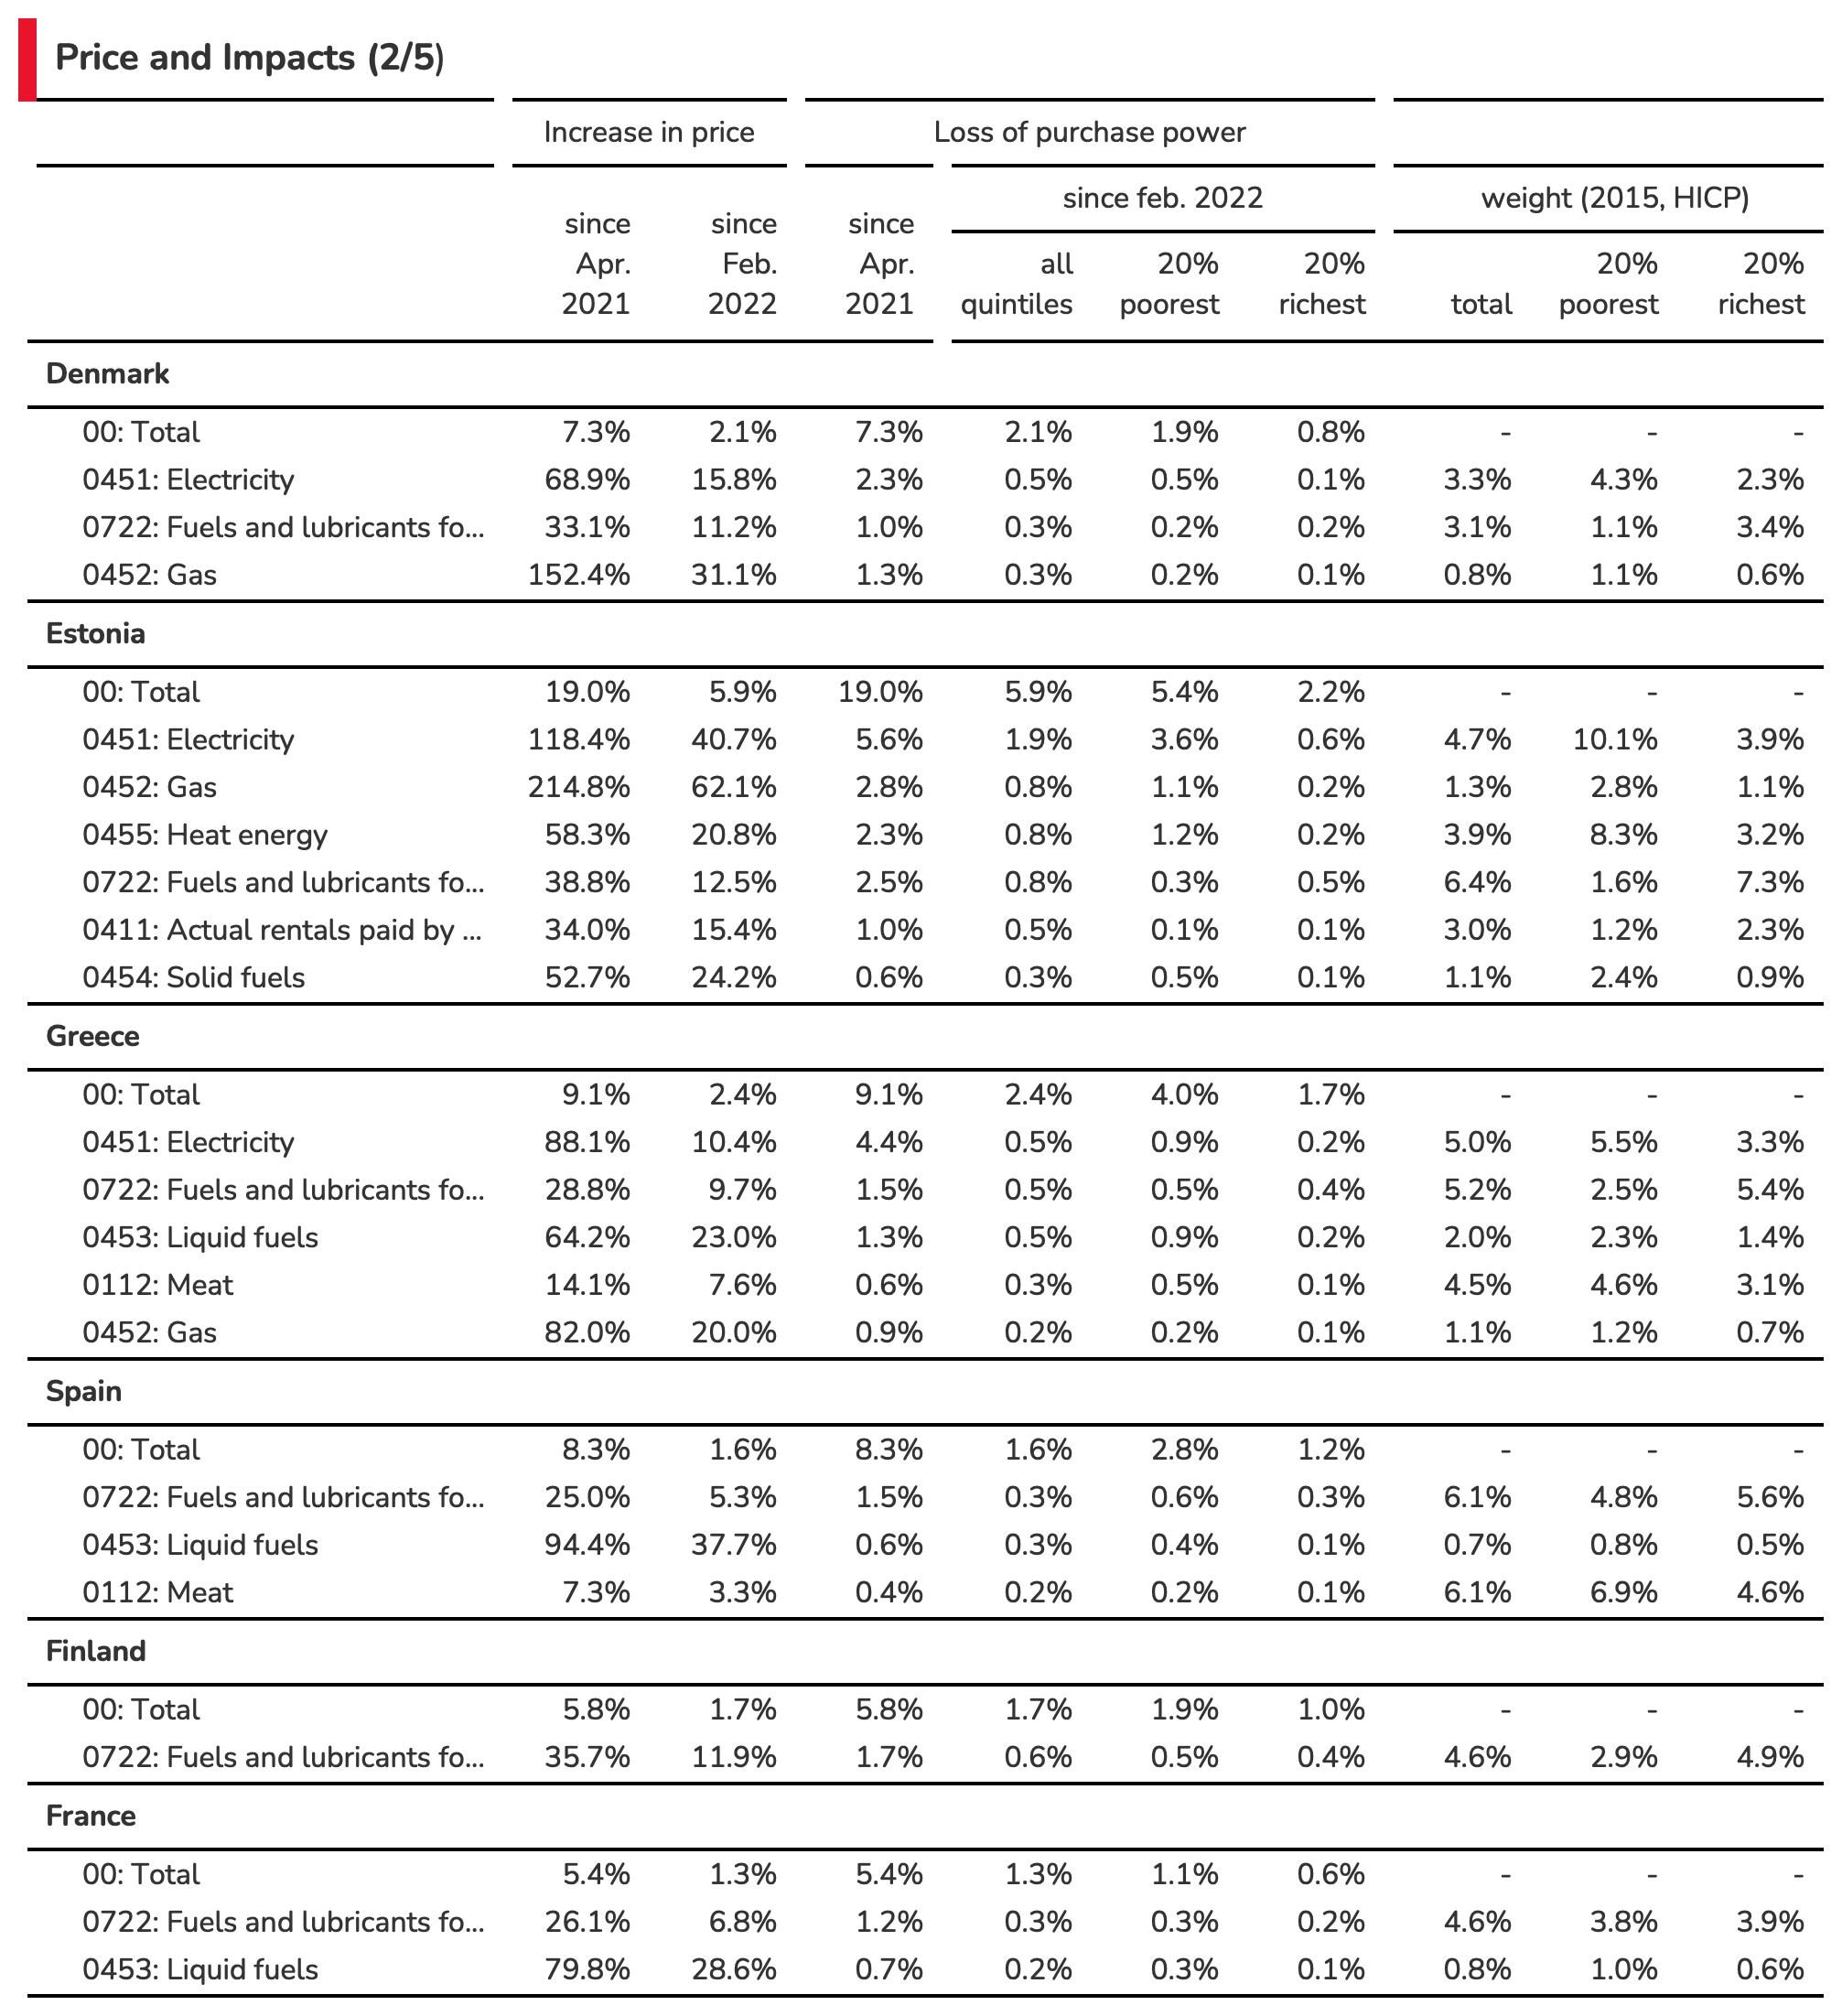 Price and Impacts (2/5)
Increase in price Loss of purchase power
since feb. 2022 weight (2015, HICP)
since since since
Apr. Feb. Apr. all 20% 20% 20% 20%
2021 2022 2021 quintiles poorest richest total poorest richest
Denmark
00: Total 7.3% 2.1% 7.3% 2.1% 1.9% 0.8% - - -
0451: Electricity 68.9% 15.8% 2.3% 0.5% 0.5% 0.1% 3.3% 4.3% 2.3%
0722: Fuels and lubricants fo... 33.1% 11.2% 1.0% 0.3% 0.2% 0.2% 3.1% 1.1% 3.4%
0452: Gas 152.4% 31.1% 1.3% 0.3% 0.2% 0.1% 0.8% 1.1% 0.6%
Estonia
00: Total 19.0% 5.9% 19.0% 5.9% 5.4% 2.2% - - -
0451: Electricity 118.4% 40.7% 5.6% 1.9% 3.6% 0.6% 4.7% 10.1% 3.9%
0452: Gas 214.8% 62.1% 2.8% 0.8% 1.1% 0.2% 1.3% 2.8% 1.1%
0455: Heat energy 58.3% 20.8% 2.3% 0.8% 1.2% 0.2% 3.9% 8.3% 3.2%
0722: Fuels and lubricants fo... 38.8% 12.5% 2.5% 0.8% 0.3% 0.5% 6.4% 1.6% 7.3%
0411: Actual rentals paid by ... 34.0% 15.4% 1.0% 0.5% 0.1% 0.1% 3.0% 1.2% 2.3%
0454: Solid fuels 52.7% 24.2% 0.6% 0.3% 0.5% 0.1% 1.1% 2.4% 0.9%
Greece
00: Total 9.1% 2.4% 9.1% 2.4% 4.0% 1.7% - - -
0451: Electricity 88.1% 10.4% 4.4% 0.5% 0.9% 0.2% 5.0% 5.5% 3.3%
0722: Fuels and lubricants fo... 28.8% 9.7% 1.5% 0.5% 0.5% 0.4% 5.2% 2.5% 5.4%
0453: Liquid fuels 64.2% 23.0% 1.3% 0.5% 0.9% 0.2% 2.0% 2.3% 1.4%
0112: Meat 14.1% 7.6% 0.6% 0.3% 0.5% 0.1% 4.5% 4.6% 3.1%
0452: Gas 82.0% 20.0% 0.9% 0.2% 0.2% 0.1% 1.1% 1.2% 0.7%
Spain
00: Total 8.3% 1.6% 8.3% 1.6% 2.8% 1.2% - - -
0722: Fuels and lubricants fo... 25.0% 5.3% 1.5% 0.3% 0.6% 0.3% 6.1% 4.8% 5.6%
0453: Liquid fuels 94.4% 37.7% 0.6% 0.3% 0.4% 0.1% 0.7% 0.8% 0.5%
0112: Meat 7.3% 3.3% 0.4% 0.2% 0.2% 0.1% 6.1% 6.9% 4.6%
Finland
00: Total 5.8% 1.7% 5.8% 1.7% 1.9% 1.0% - - -
0722: Fuels and lubricants fo... 35.7% 11.9% 1.7% 0.6% 0.5% 0.4% 4.6% 2.9% 4.9%
France
00: Total 5.4% 1.3% 5.4% 1.3% 1.1% 0.6% - - -
0722: Fuels and lubricants fo... 26.1% 6.8% 1.2% 0.3% 0.3% 0.2% 4.6% 3.8% 3.9%
0453: Liquid fuels 79.8% 28.6% 0.7% 0.2% 0.3% 0.1% 0.8% 1.0% 0.6%